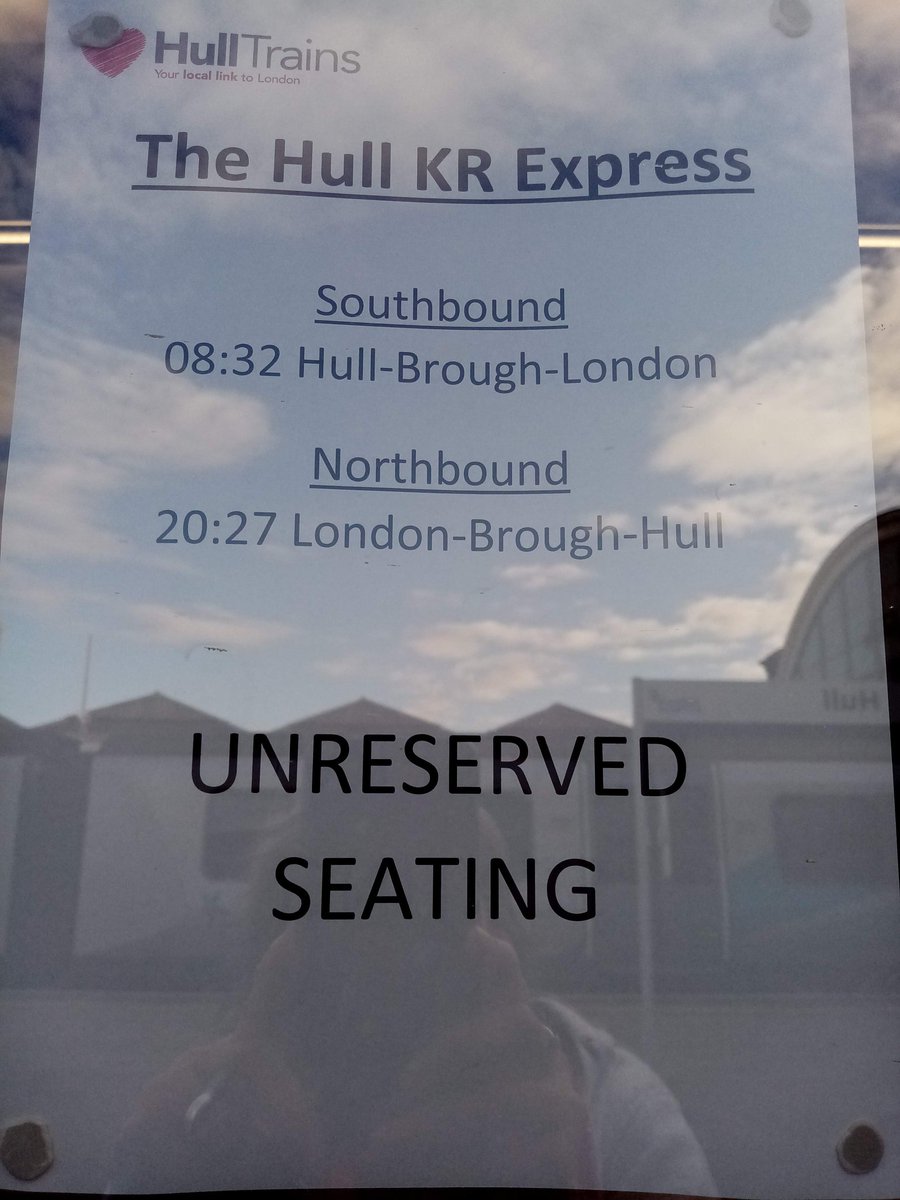 HullTrains
Your local link to London
The Hull KR Express
Southbound
08:32 Hull-Brough-London
Northbound
20:27 London-Brough-Hull
Hull
UNRESERVED
SEATING